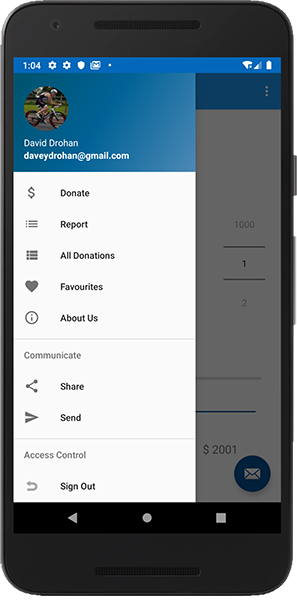 1:04
David Drohan
daveydrohan@gmail.com
Donate
Report
All Donations
Favourites
About Us
Communicate
Share
Send
Access Control
Sign Out
1000
1
2
$ 2001